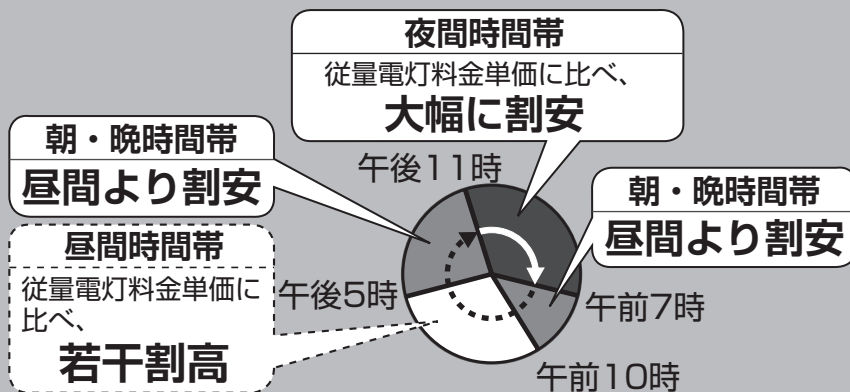 夜間時間帯
従量電灯料金単価に比べ、
大幅に割安
朝・晩時間帯
昼間より割安
午後11時
朝・晩時間帯
昼間より割安
昼間時間帯
従量電灯料金単価に
比べ、
若干割高
午後5時
午前7時
午前10時